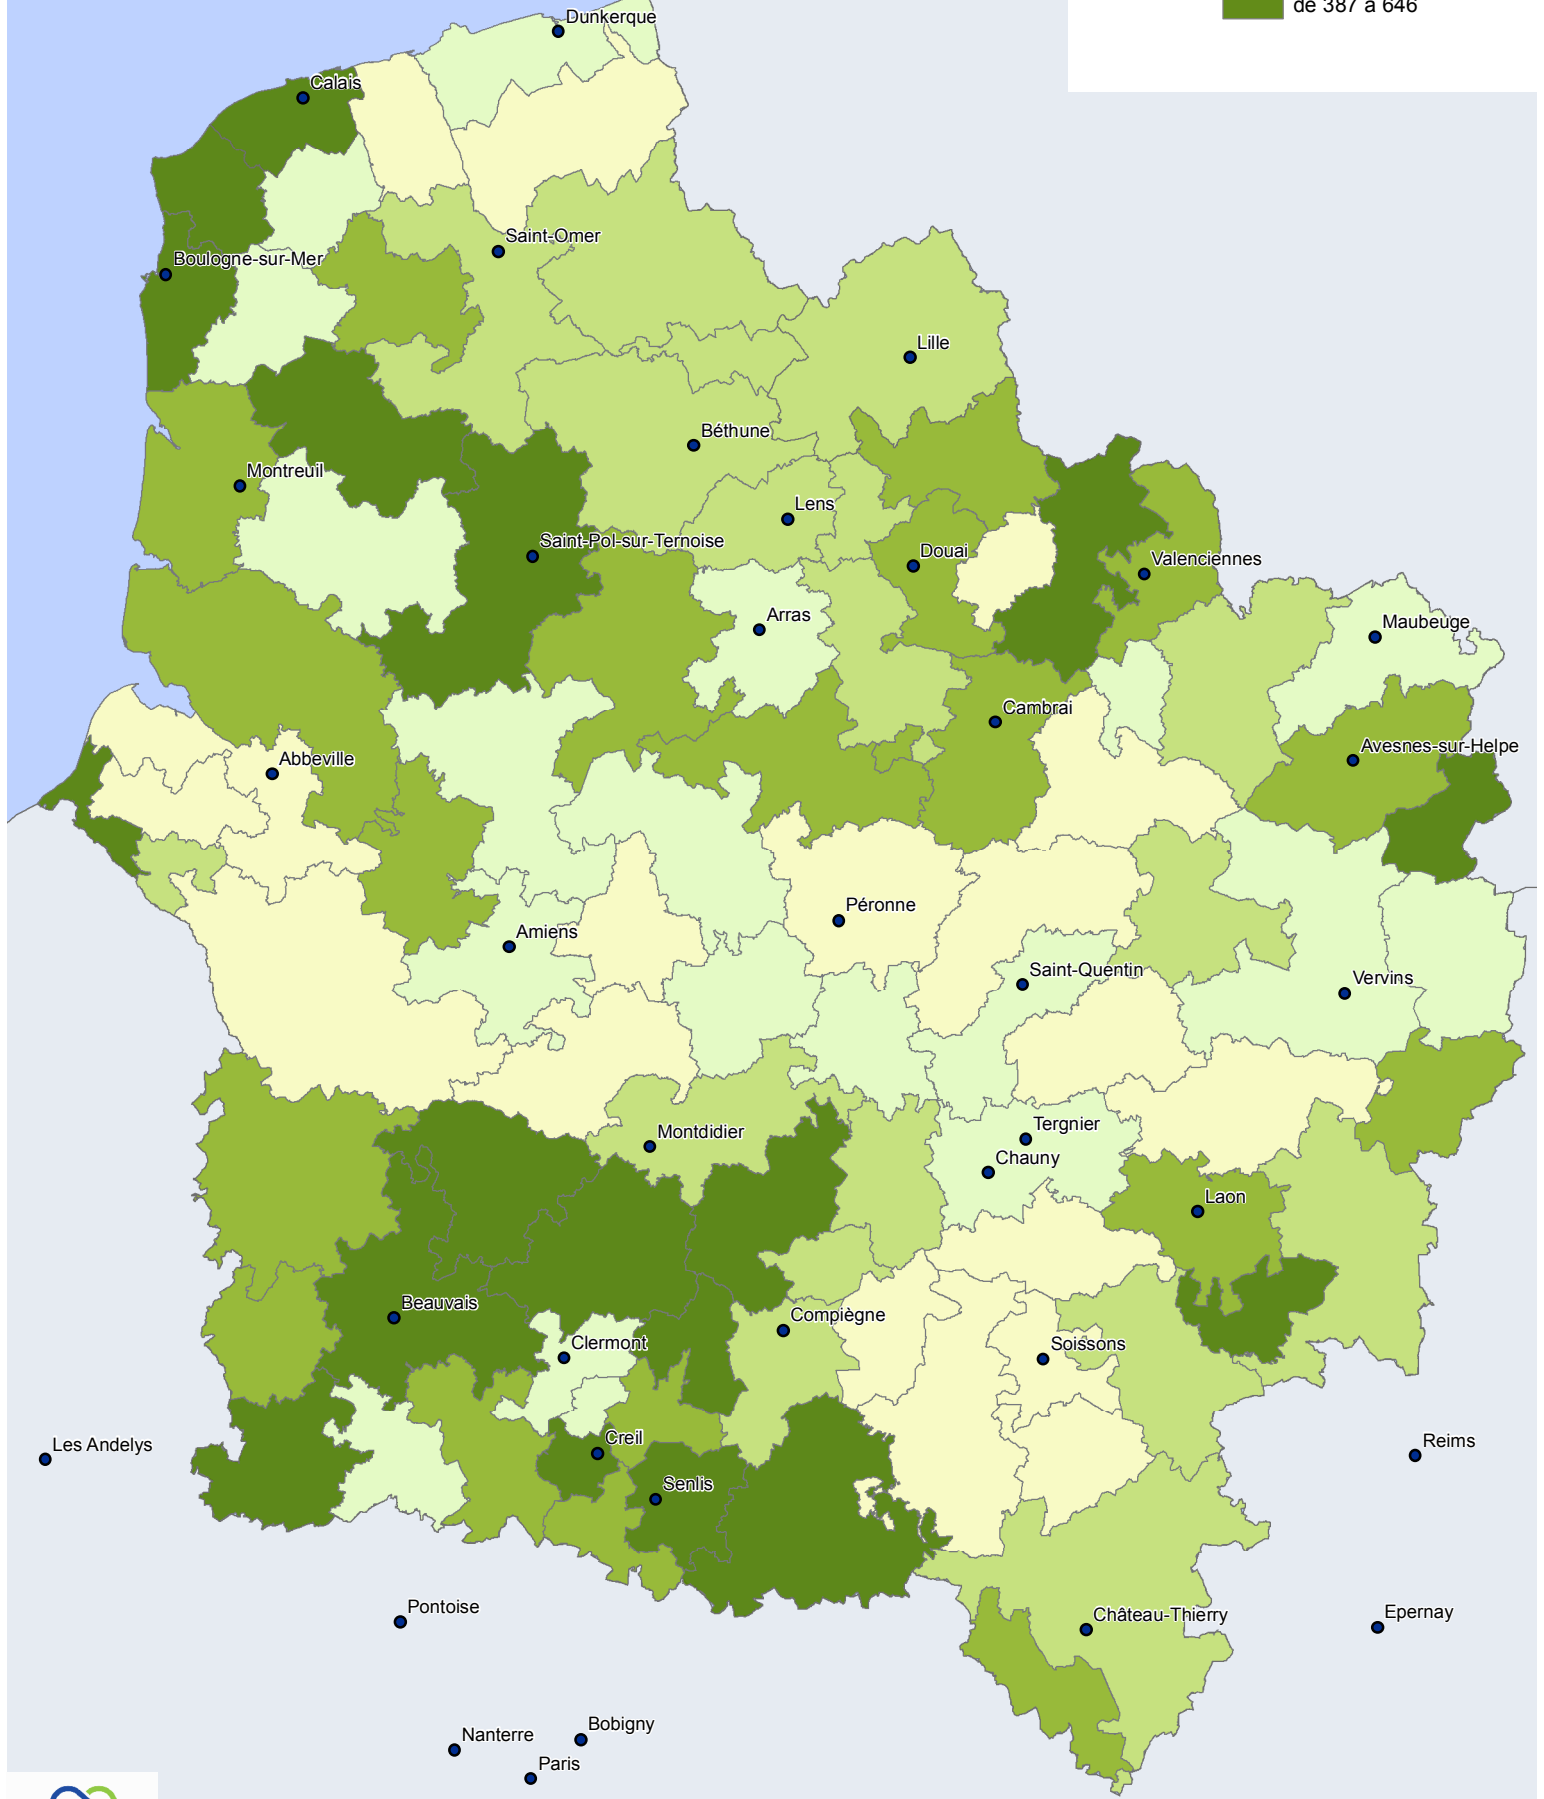 de 387 à 646
Dunkerque
Calais
Saint-Omer
Boulogne-sur-Mer
Lille
Béthune
Montreuil
Lens
Saint-Pol-sur-Ternoise
Douai
Valenciennes
Arras
Maubeuge
Cambrai
Avesnes-sur-Helpe
Abbeville
Péronne
Amiens
Saint-Quentin
Vervins
Tergnier
Montdidier
Chauny
Laon
Beauvais
Compiègne
Clermont
Soissons
Creil
Les Andelys
Reims
Senlis
Pontoise
Château-Thierry
Epernay
Bobigny
Nanterre
Paris